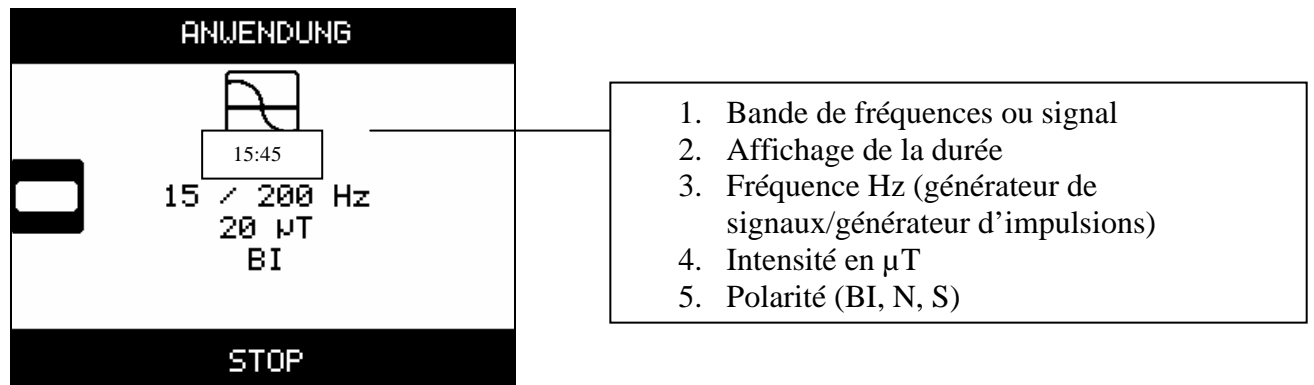 ANWENDUNG
15:45
15 / 200 Hz
20 µT
BI
STOP
1. Bande de fréquences ou signal
2. Affichage de la durée
3. Fréquence Hz (générateur de
signaux/générateur d’impulsions)
4. Intensité en µT
5. Polarité (BI, N, S)